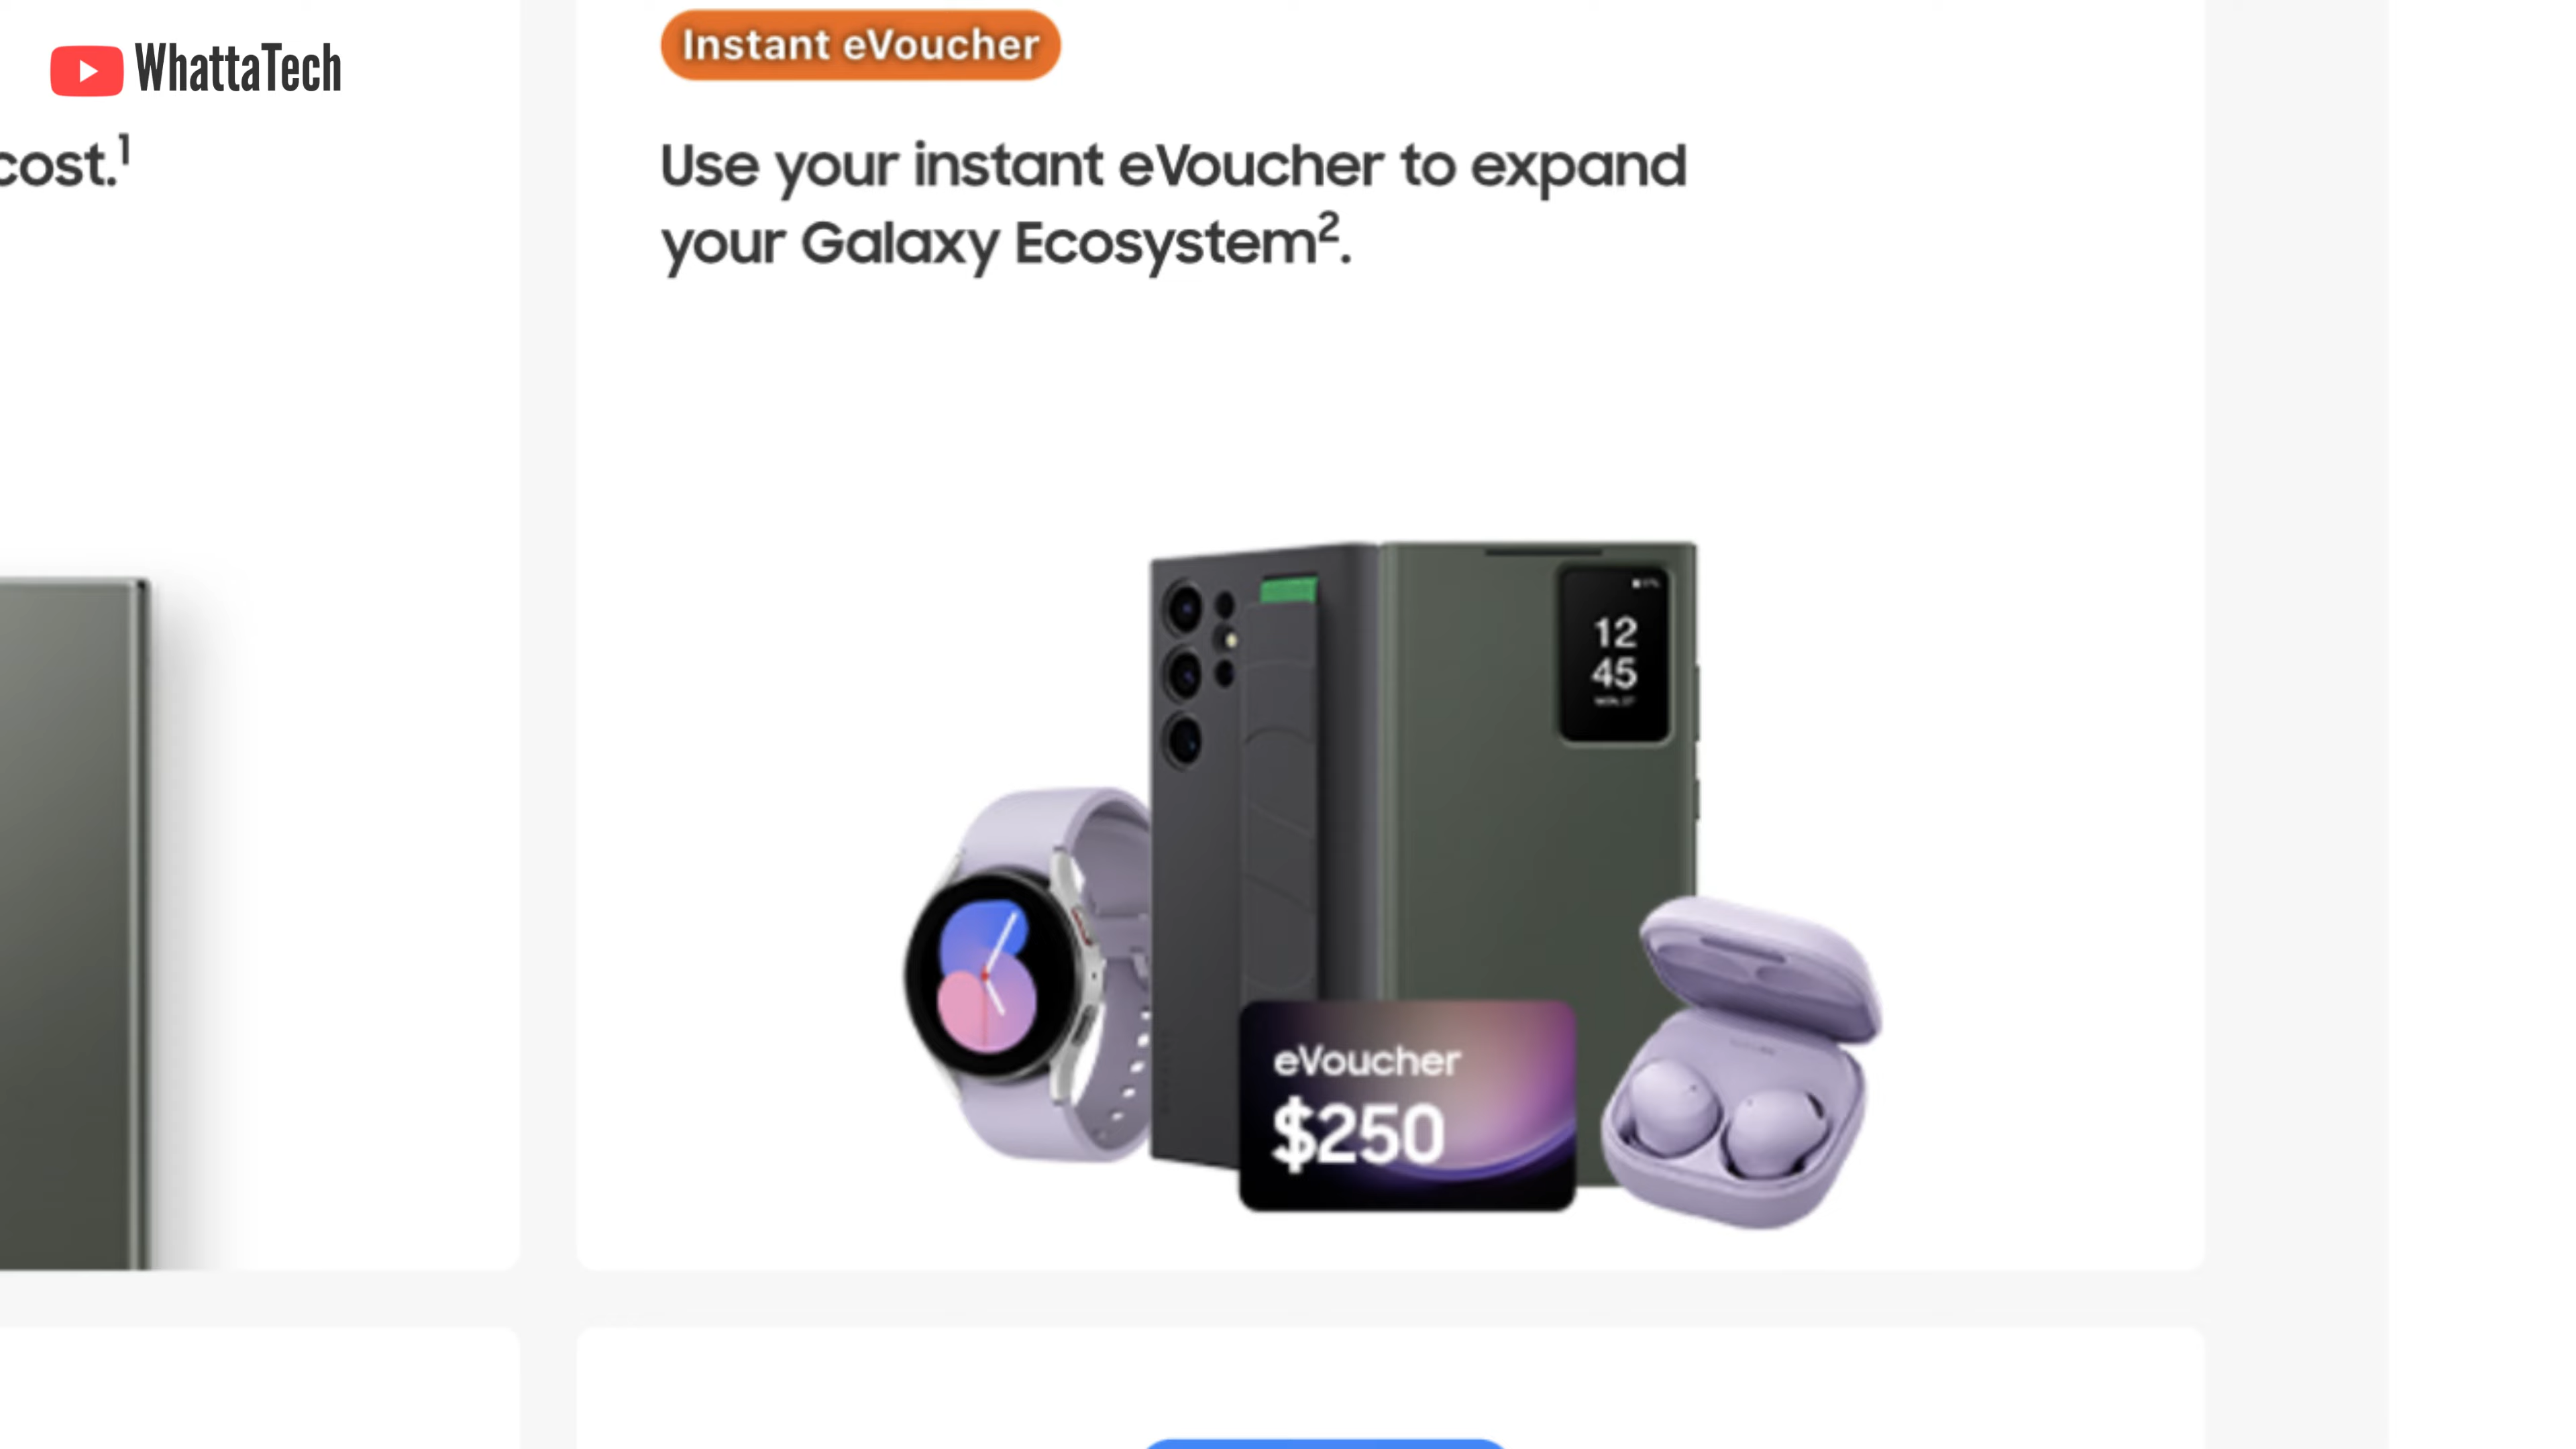 WhattaTech
cost.¹
Instant eVoucher
Use your instant eVoucher to expand
your Galaxy Ecosystem².
12
45
eVoucher
$250